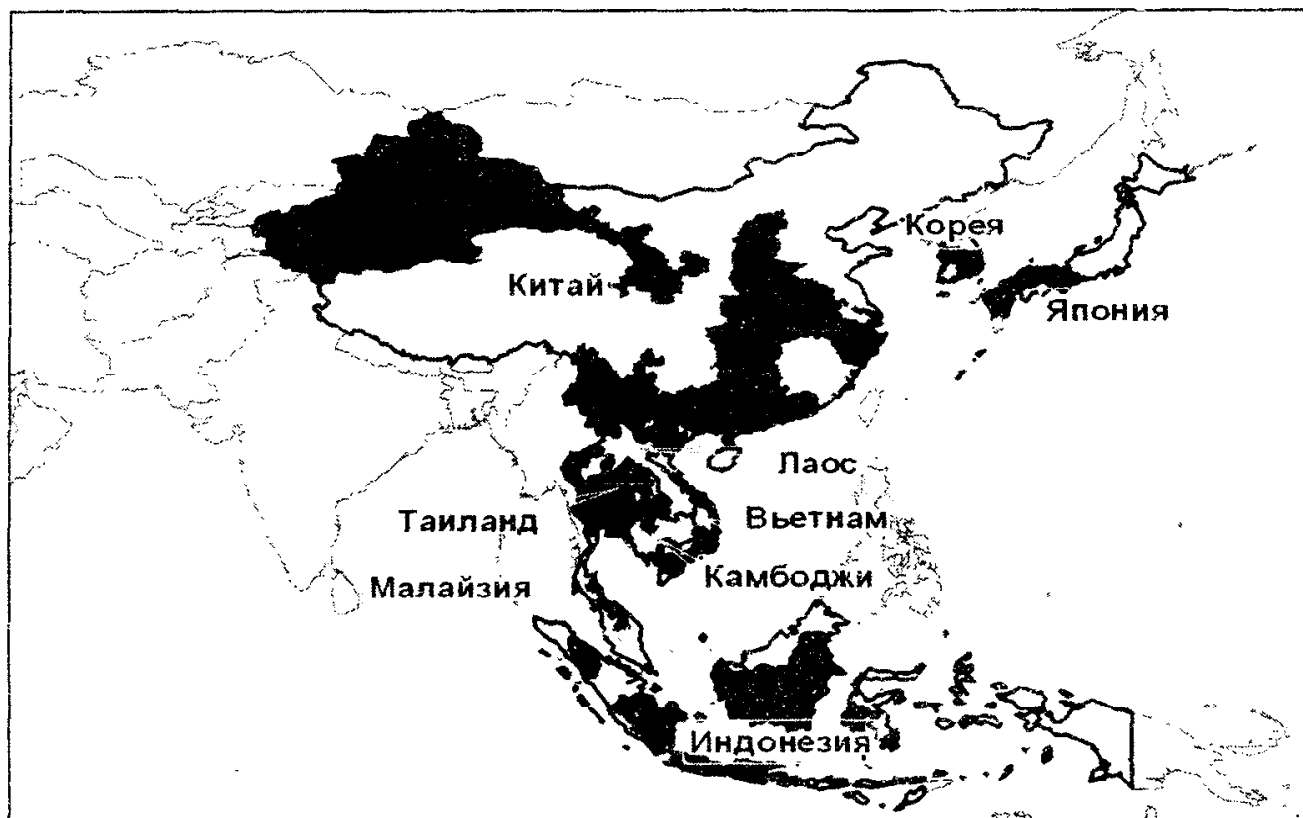 Корея
Китай
Япония
Лаос
Таиланд
Вьетнам
Малайзия
Камбоджи
Индонезия